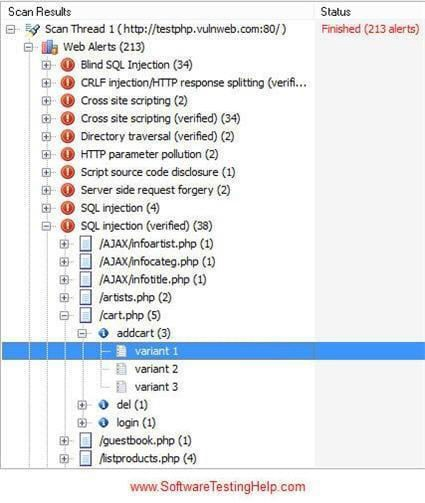 Scan Results Status
Scan Thread 1 ( http://testphp.vulnweb.com:80/ ) Finished (213 alerts)
Web Alerts (213)
Blind SQL Injection (34)
CRLF injection/HTTP response splitting (verifi...
Cross site scripting (2)
Cross site scripting (verified) (34)
Directory traversal (verified) (2)
HTTP parameter pollution (2)
Script source code disclosure (1)
Server side request forgery (2)
SQL injection (4)
SQL injection (verified) (38)
/AJAX/infoartist.php (1)
/AJAX/infocateg.php (1)
/AJAX/infotitle.php (1)
/artists.php (2)
/cart.php (5)
addcart (3)
variant 1
variant 2
variant 3
del (1)
login (1)
/guestbook.php (1)
/listproducts.php (4)
www.SoftwareTestingHelp.com